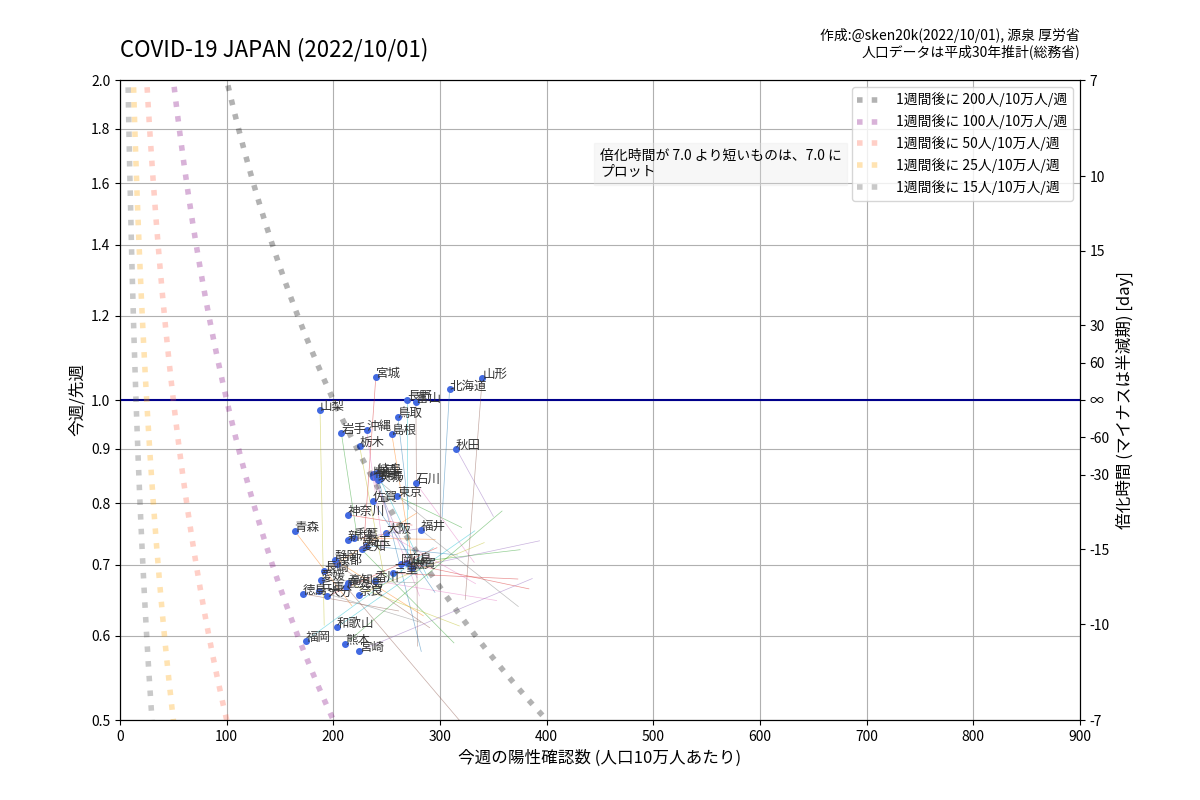 COVID-19 JAPAN (2022/10/01)
作成:@sken20k(2022/10/01), 源泉 厚労省
人口データは平成30年推計(総務省)
1週間後に 200人/10万人/週
1週間後に 100人/10万人/週
1週間後に 50人/10万人/週
1週間後に 25人/10万人/週
1週間後に 15人/10万人/週
倍化時間が 7.0 より短いものは、7.0 に
プロット
今週/先週
2.0
1.8
1.6
1.4
1.2
1.0
0.9
0.8
0.7
0.6
0.5
7
10
15
30
60
∞
-60
-30
-15
-10
-7
倍化時間 (マイナスは半減期) [day]
宮城
山形
北海道
長野
山梨
鳥取
岩手
沖縄
島根
栃木
秋田
石川
佐賀
東京
神奈川
青森
大阪
福井
香川
徳島
大分
奈良
和歌山
福岡
熊本
宮崎
0 100 200 300 400 500 600 700 800 900
今週の陽性確認数 (人口10万人あたり)